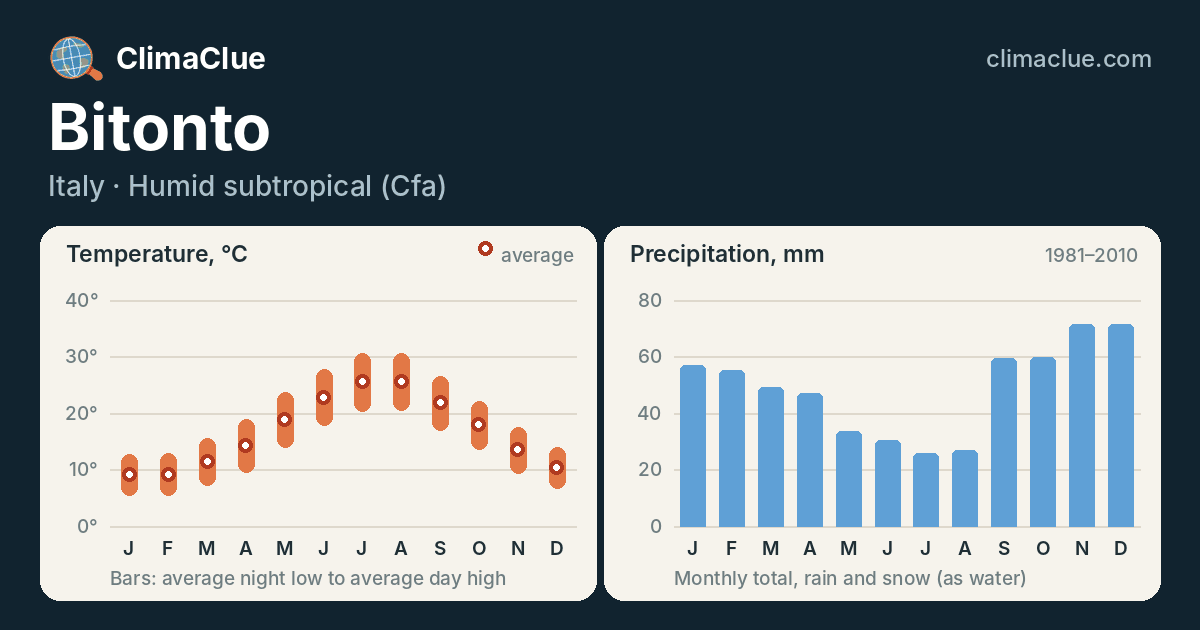 ClimaClue
climaclue.com
Bitonto
Italy · Humid subtropical (Cfa)
Temperature, °C
average
40°
30°
20°
10°
0°
J F M A M J J A S O N D
Bars: average night low to average day high
Precipitation, mm
1981–2010
80
60
40
20
0
J F M A M J J A S O N D
Monthly total, rain and snow (as water)